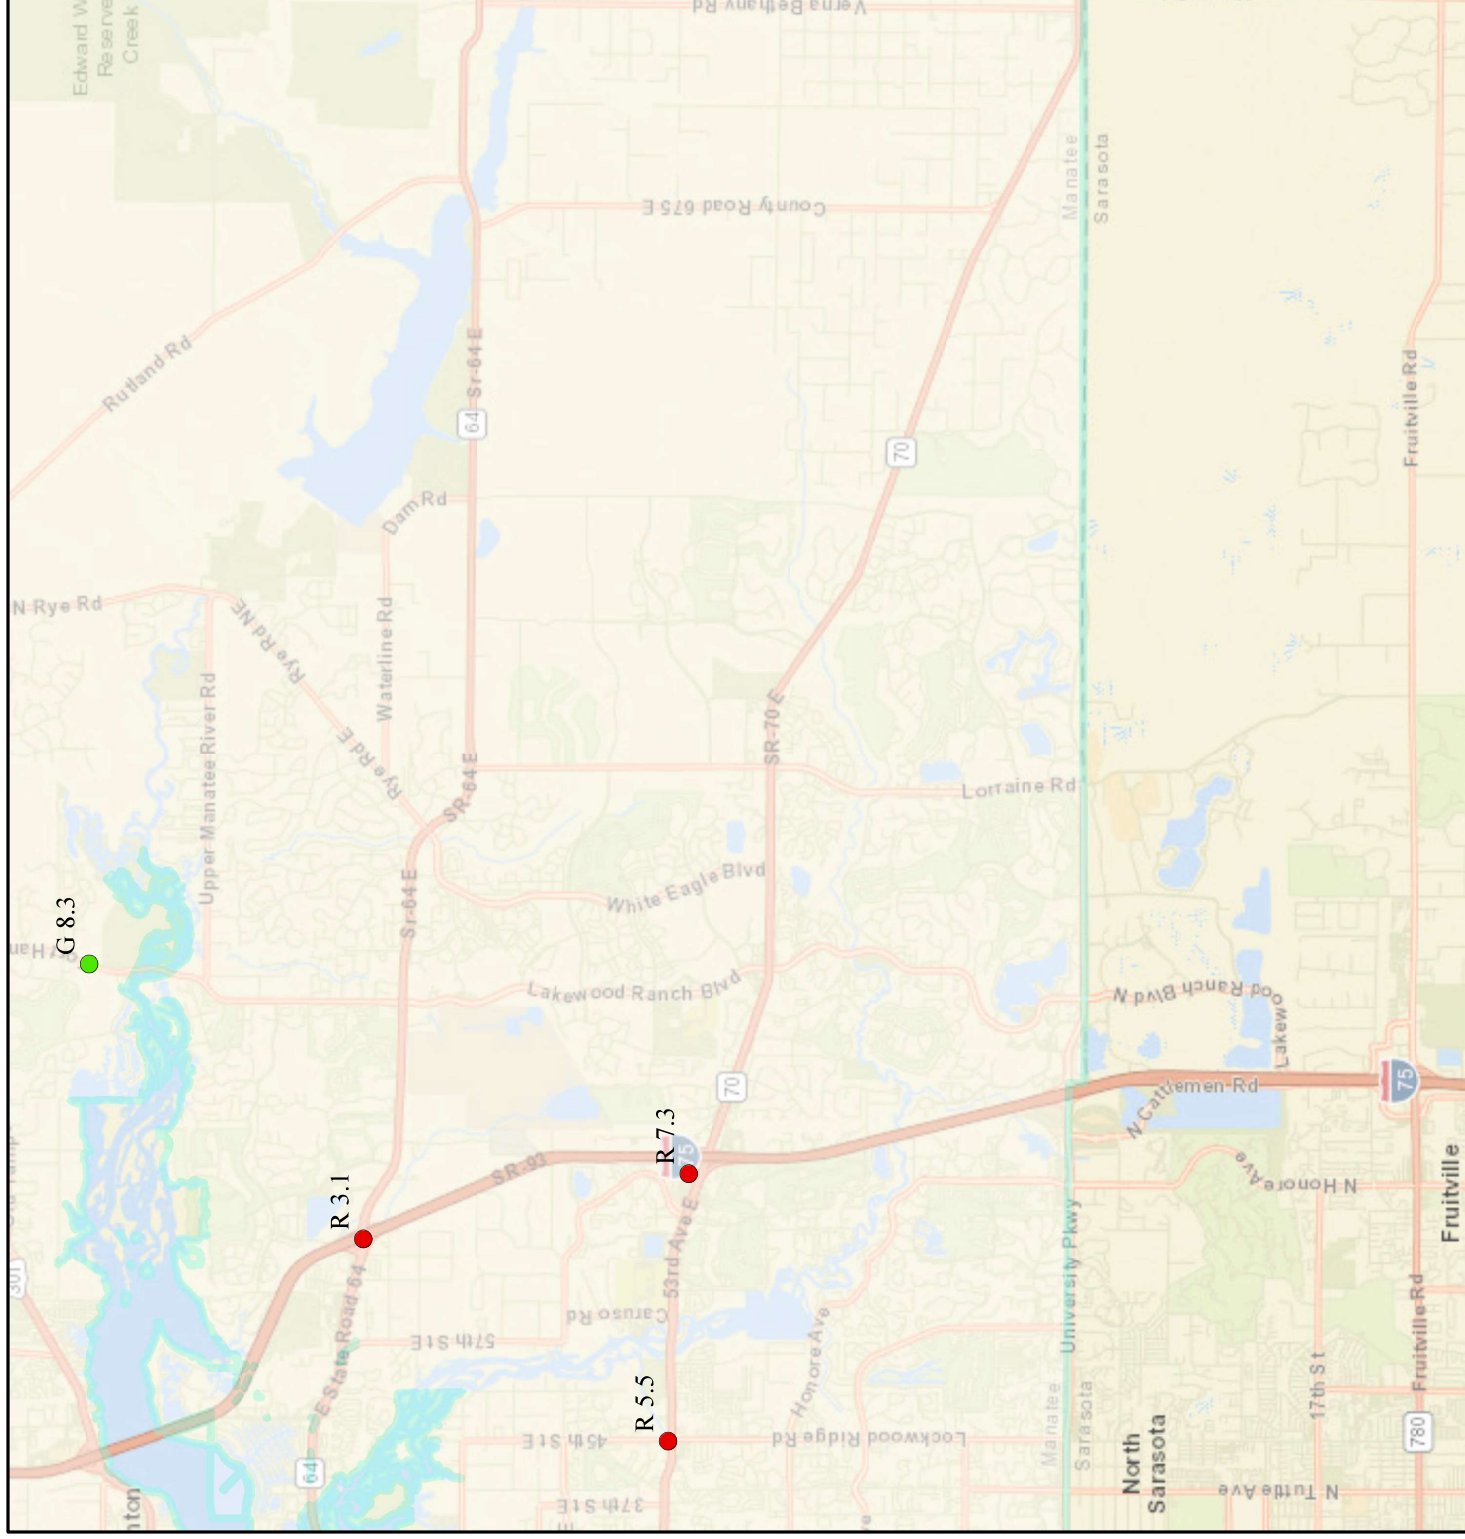 Edward W
Reserve
Creek
Verna Bethany Rd
Manatee
Sarasota
County Road 675 E
Rutland Rd
Sr-64 E
64
Fruitville Rd
70
Dam Rd
N Rye Rd
Rye Rd NE
Waterline Rd
Upper Manatee River Rd
Rye Rd E
SR-64 E
SR-70 E
Lorraine Rd
Sr-64 E
White Eagle Blvd
G 8.3
Lakewood Ranch Blvd
Lakewood Ranch Blvd N
75
70
N Cattlemen Rd
R 7.3
75
SR-93
R 3.1
53rd Ave E
N Honore Ave
Fruitville
University Pkwy
301
E State Road 64
57th St E
Caruso Rd
Honore Ave
17th St
Fruitville Rd
R 5.5
45th St E
Lockwood Ridge Rd
Manatee
Sarasota
North
Sarasota
780
64
37th St E
N Tuttle Ave
nton